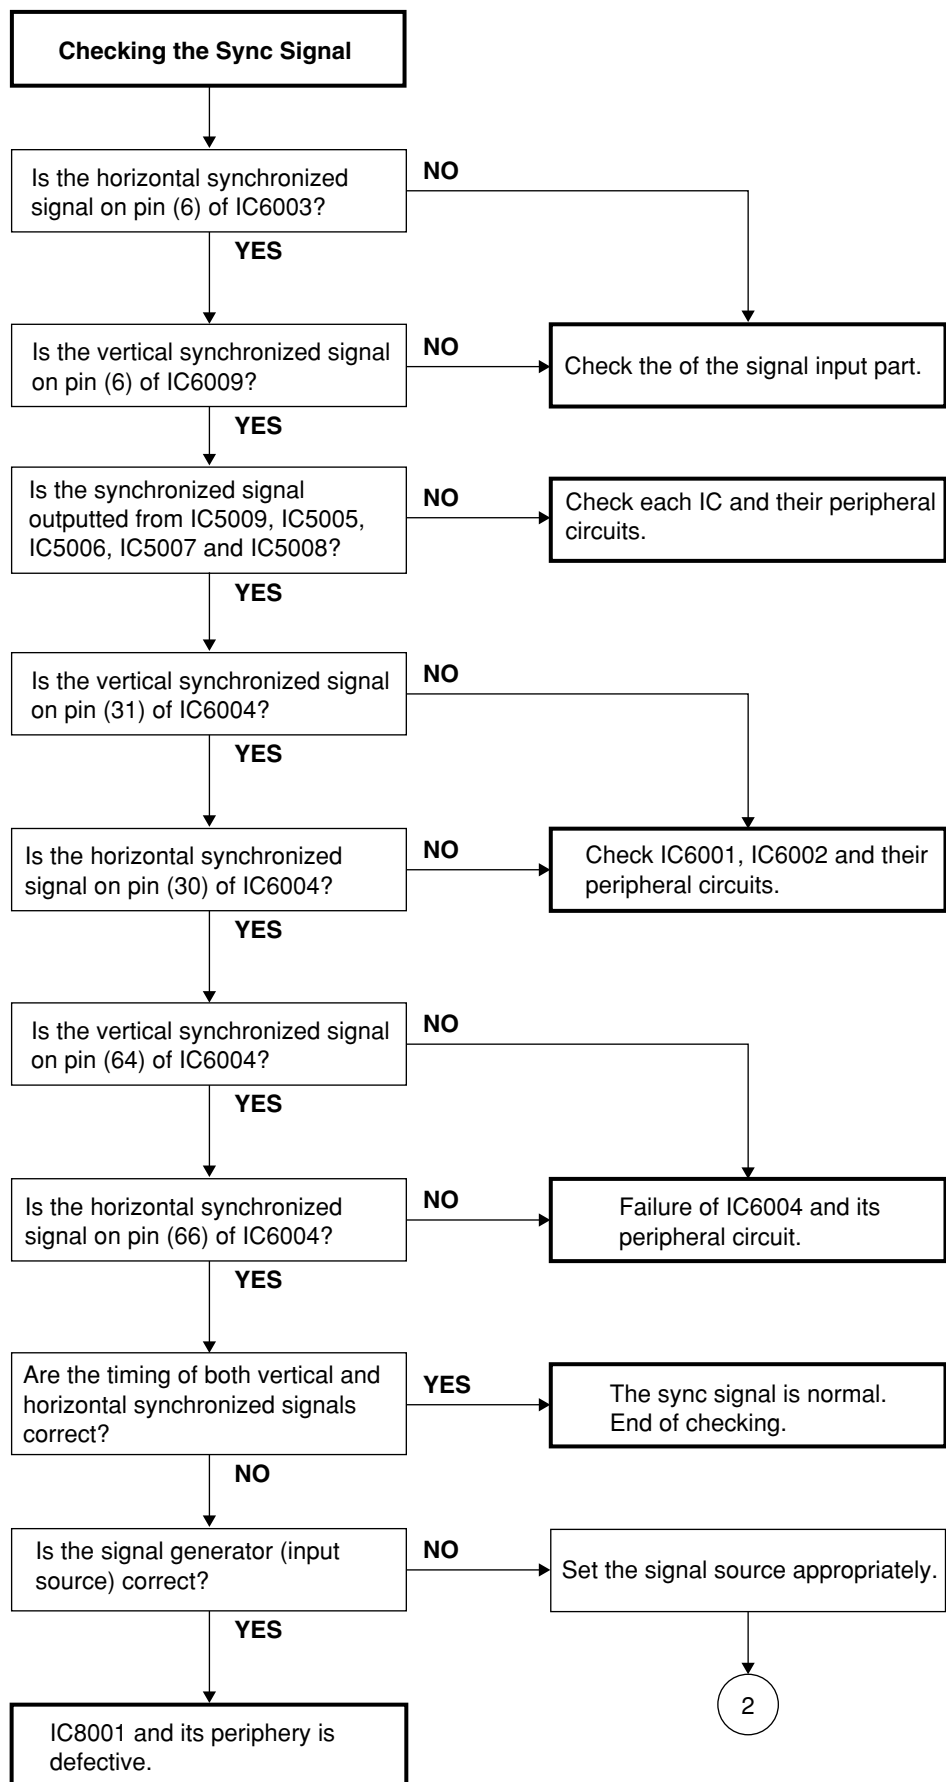 Checking the Sync Signal
Is the horizontal synchronized
signal on pin (6) of IC6003?
NO
YES
Is the vertical synchronized signal
on pin (6) of IC6009?
NO
Check the of the signal input part.
YES
Is the synchronized signal
outputted from IC5009, IC5005,
IC5006, IC5007 and IC5008?
NO
Check each IC and their peripheral
circuits.
YES
Is the vertical synchronized signal
on pin (31) of IC6004?
NO
YES
Is the horizontal synchronized
signal on pin (30) of IC6004?
NO
Check IC6001, IC6002 and their
peripheral circuits.
YES
Is the vertical synchronized signal
on pin (64) of IC6004?
NO
YES
Is the horizontal synchronized
signal on pin (66) of IC6004?
NO
Failure of IC6004 and its
peripheral circuit.
YES
Are the timing of both vertical and
horizontal synchronized signals
correct?
YES
The sync signal is normal.
End of checking.
NO
Is the signal generator (input
source) correct?
NO
Set the signal source appropriately.
YES
2
IC8001 and its periphery is
defective.